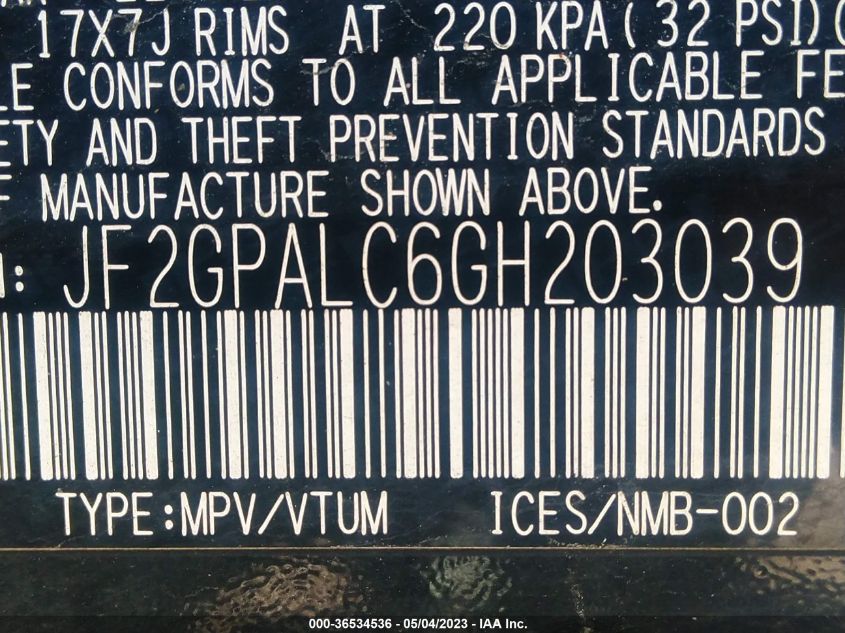 17X7J RIMS AT 220 KPA(32 PSI)(
LE CONFORMS TO ALL APPLICABLE FE
ETY AND THEFT PREVENTION STANDARDS
F MANUFACTURE SHOWN ABOVE.
: JF2GPALC6GH203039
TYPE:MPV/VTUM ICES/NMB-002
000-36534536 - 05/04/2023 - IAA Inc.